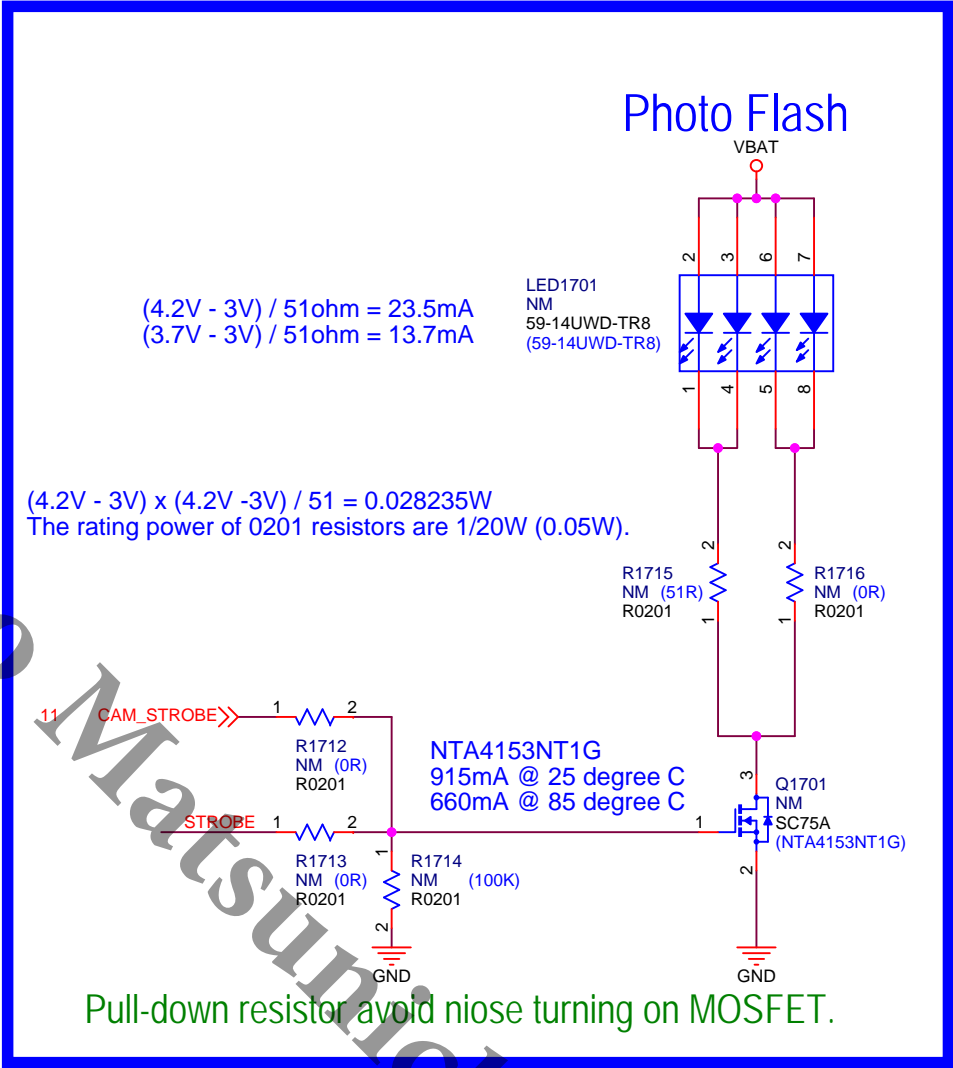 Photo Flash
VBAT
2
3
6
7
LED1701
NM
59-14UWD-TR8
(59-14UWD-TR8)
(4.2V - 3V) / 51ohm = 23.5mA
(3.7V - 3V) / 51ohm = 13.7mA
1
4
5
8
(4.2V - 3V) x (4.2V -3V) / 51 = 0.028235W
The rating power of 0201 resistors are 1/20W (0.05W).
2
R1715
NM (51R)
R0201
1
2
R1716
NM (0R)
R0201
1
11 CAM_STROBE
1
2
R1712
NM (0R)
R0201
NTA4153NT1G
915mA @ 25 degree C
660mA @ 85 degree C
3
Q1701
NM
SC75A
(NTA4153NT1G)
1
2
STROBE
1
2
R1713
NM (0R)
R0201
1
R1714
NM (100K)
R0201
2
GND
GND
Pull-down resistor avoid niose turning on MOSFET.
Matsuni